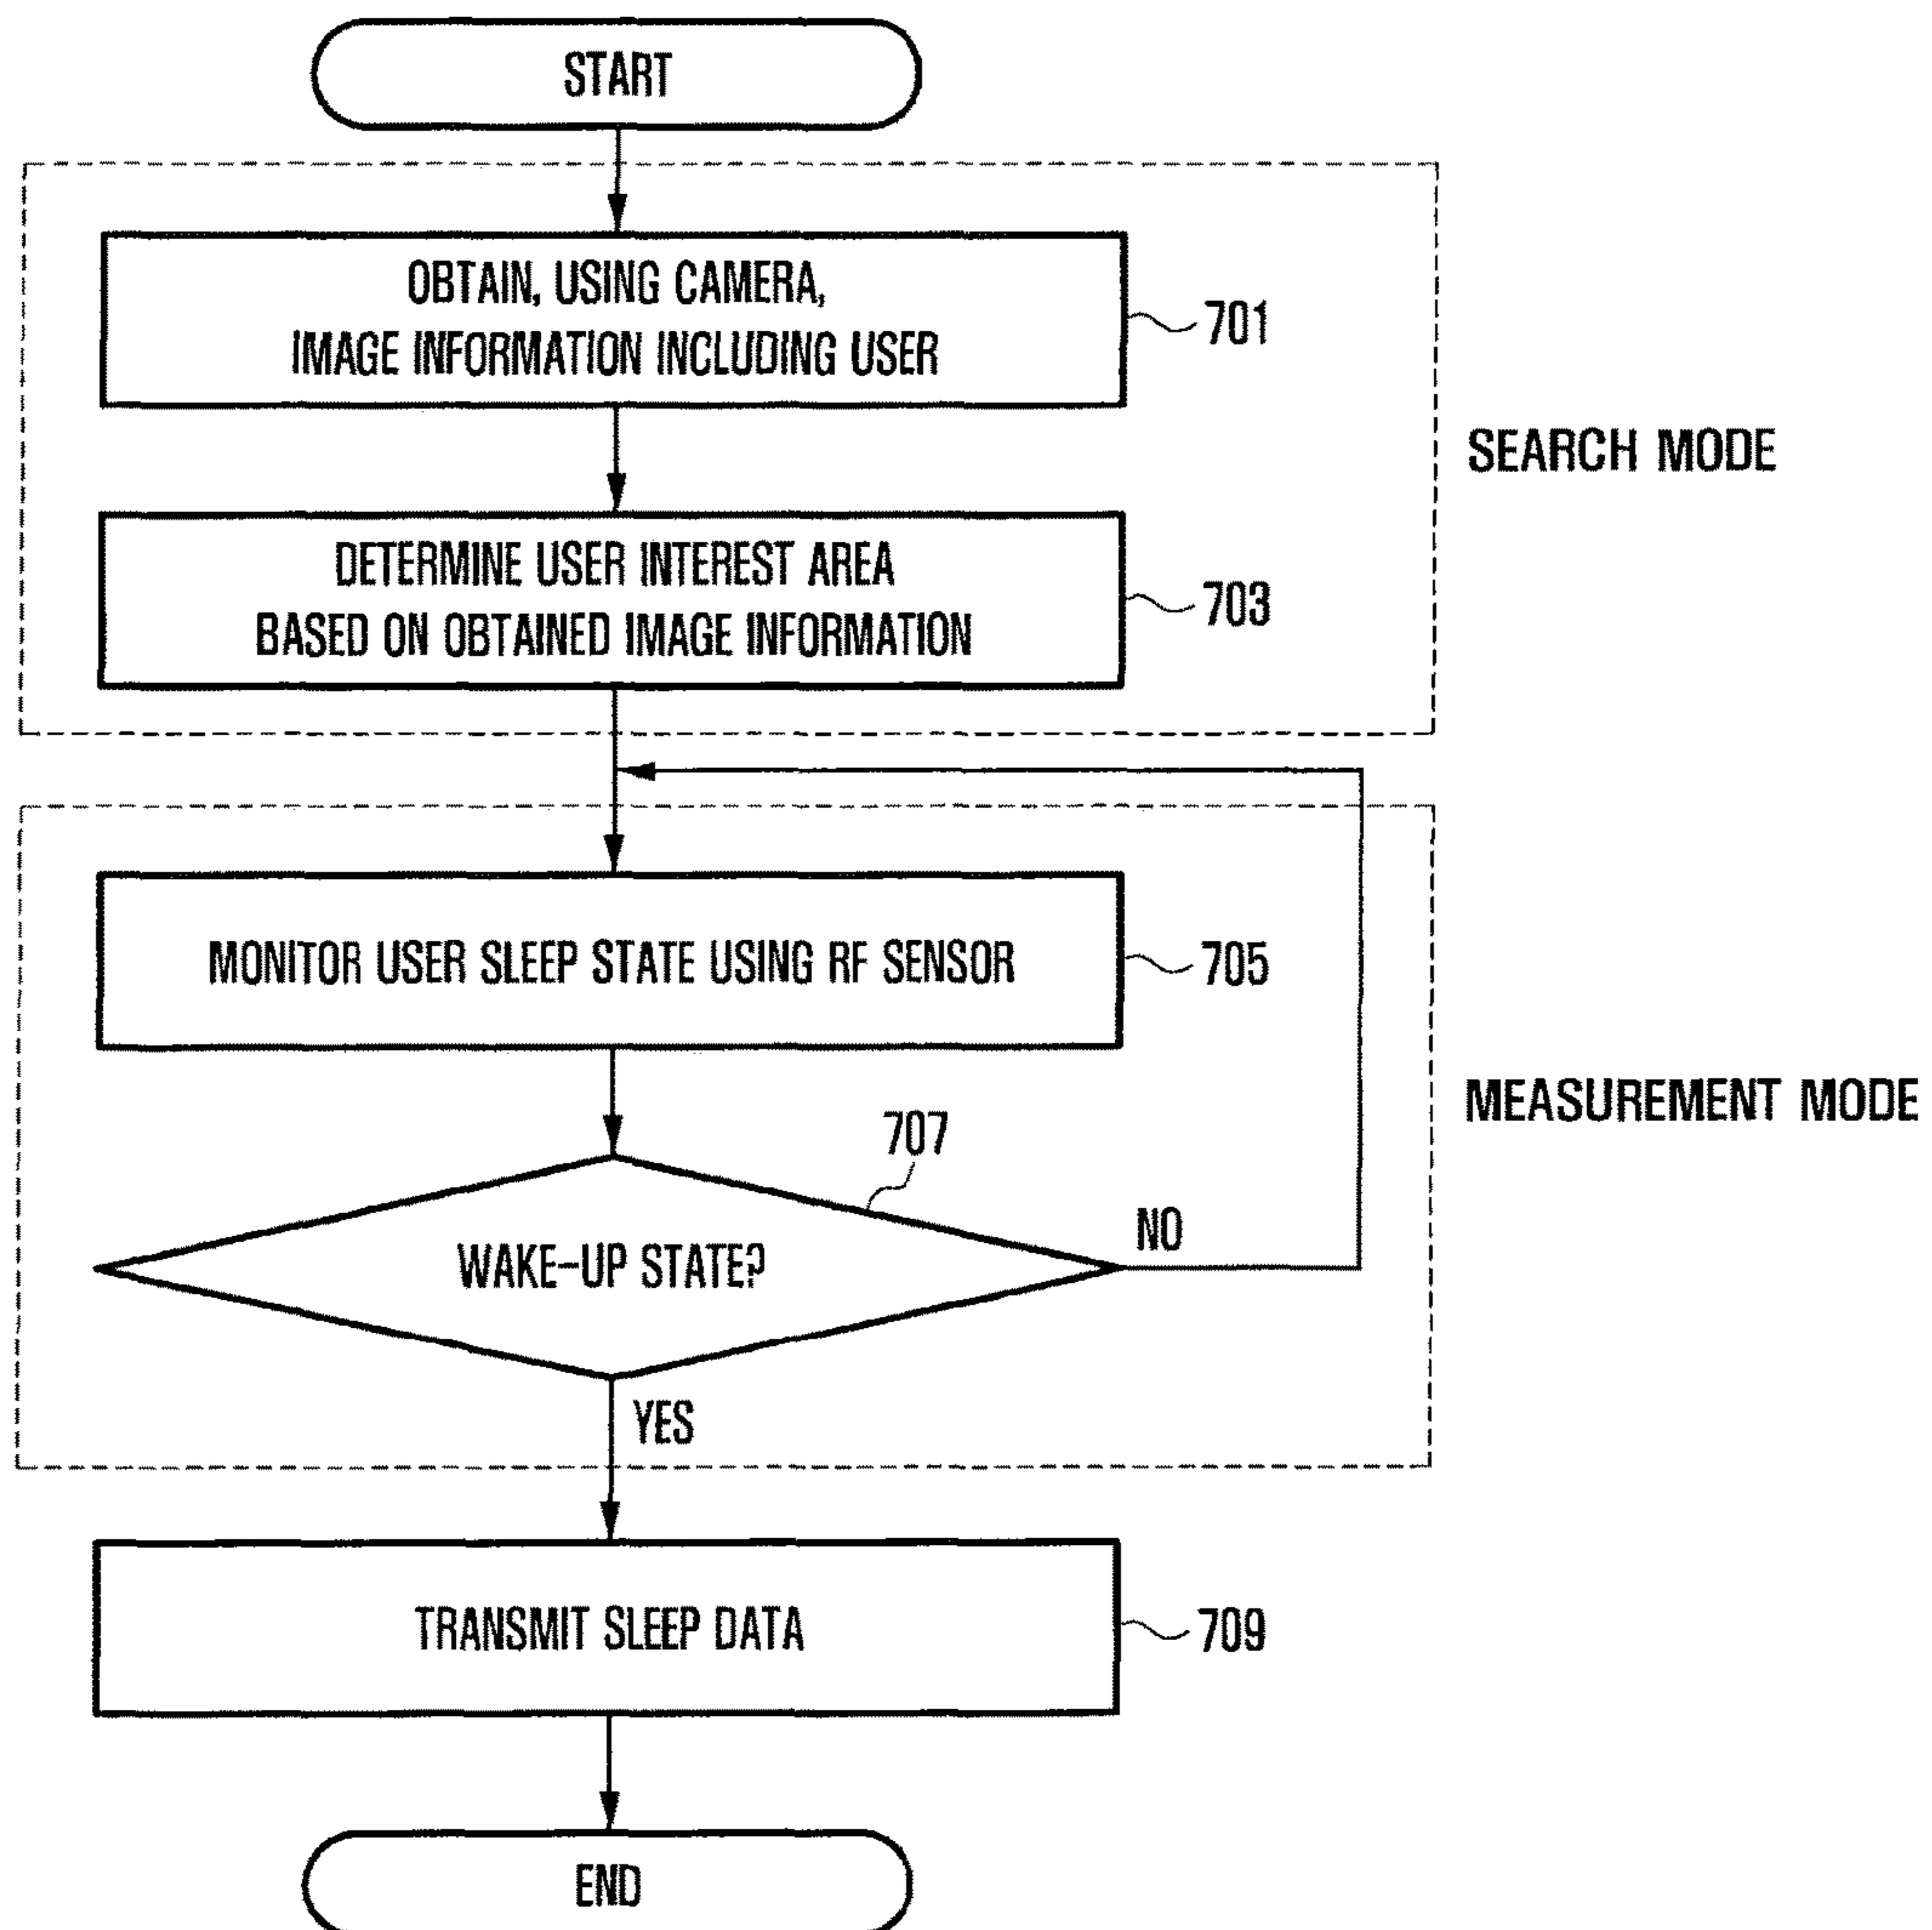 START
OBTAIN, USING CAMERA,
IMAGE INFORMATION INCLUDING USER
701
SEARCH MODE
DETERMINE USER INTEREST AREA
BASED ON OBTAINED IMAGE INFORMATION
703
MONITOR USER SLEEP STATE USING RF SENSOR
705
MEASUREMENT MODE
707
WAKE-UP STATE?
NO
YES
TRANSMIT SLEEP DATA
709
END